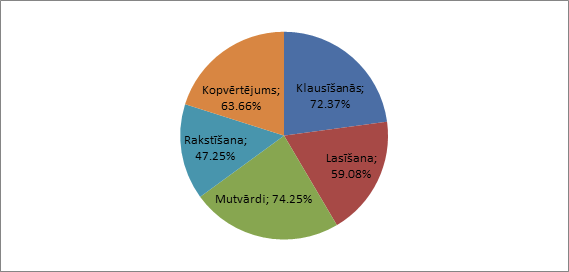 Klausīšanās;
72.37%
Lasīšana;
59.08%
Mutvārdi; 74.25%
Rakstīšana;
47.25%
Kopvērtējums;
63.66%